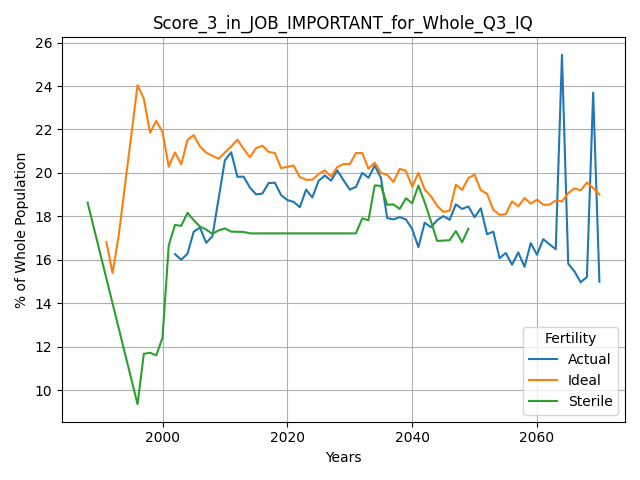 Score_3_in_JOB_IMPORTANT_for_Whole_Q3_IQ
% of Whole Population
26
24
22
20
18
16
14
12
10
2000 2020 2040 2060
Years
Fertility
Actual
Ideal
Sterile